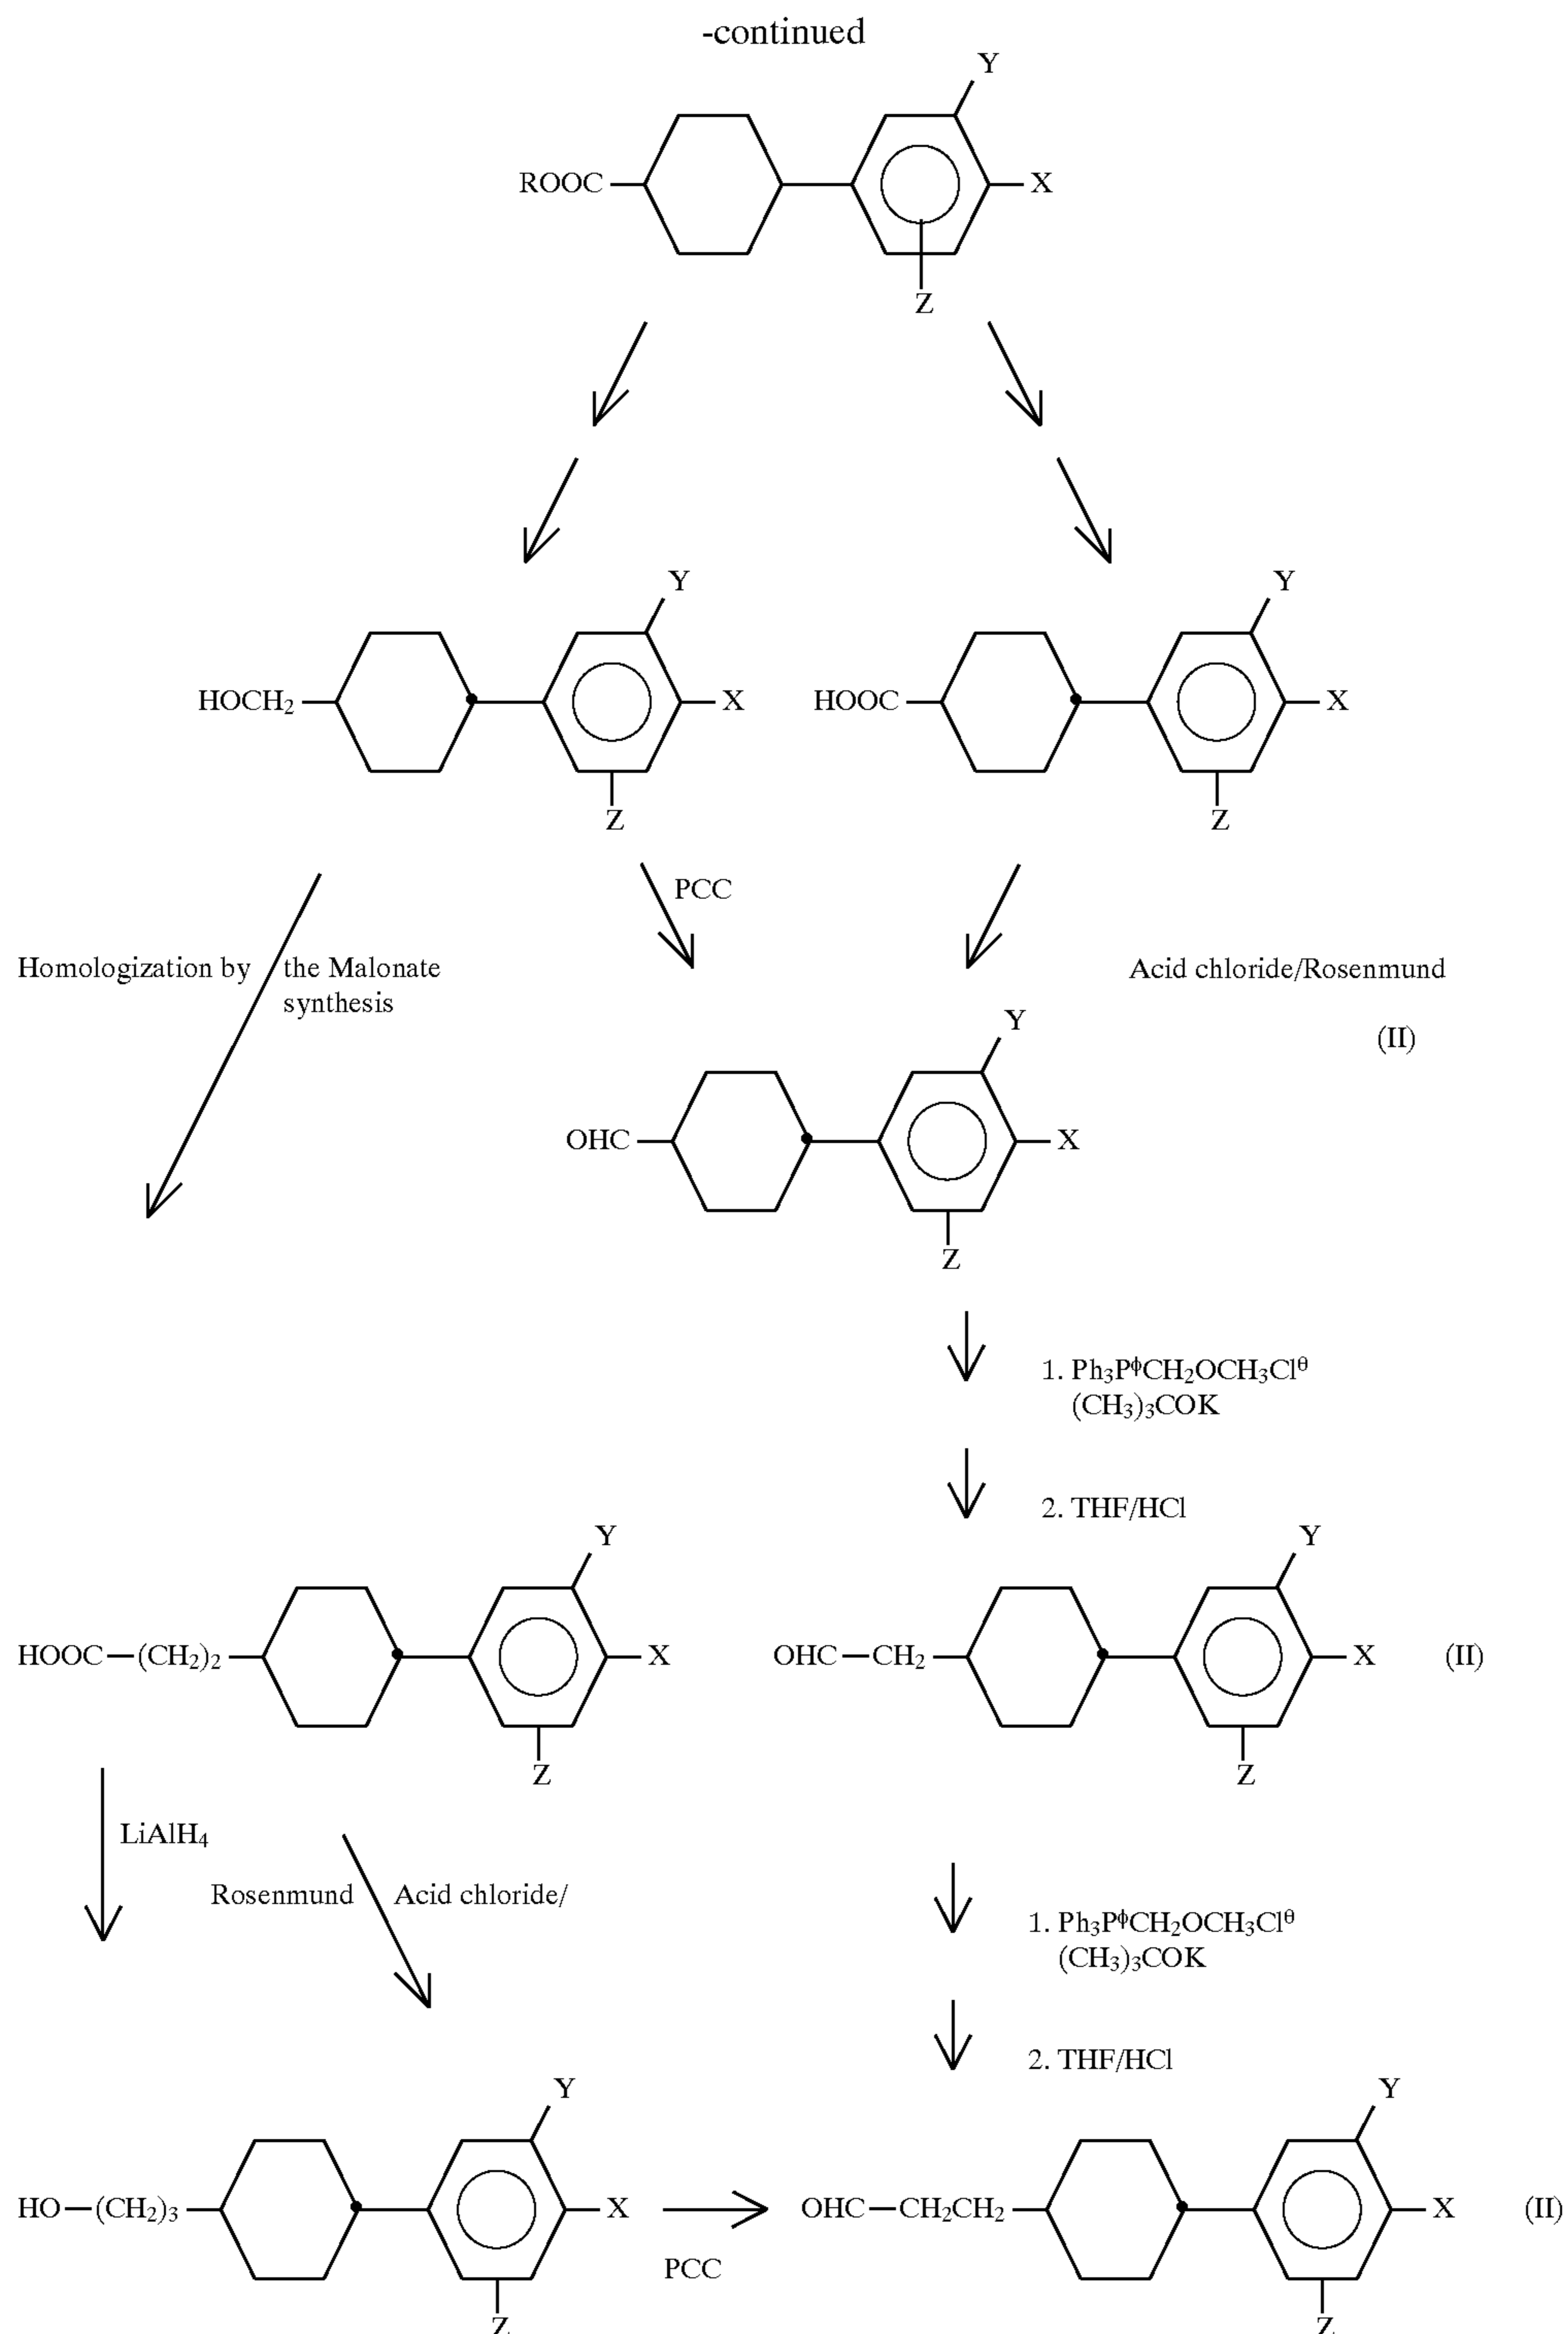 -continued
Y
ROOC
X
Z
Y
HOCH2
X
Z
Y
HOOC
X
Z
PCC
Homologization by
the Malonate
synthesis
Acid chloride/Rosenmund
(II)
Y
OHC
X
Z
1. Ph3PϕCH2OCH3Clθ
(CH3)3COK
2. THF/HCl
Y
HOOC—(CH2)2
X
Z
Y
OHC—CH2
X
(II)
Z
LiAlH4
Rosenmund
Acid chloride/
1. Ph3PϕCH2OCH3Clθ
(CH3)3COK
2. THF/HCl
Y
HO—(CH2)3
X
Z
PCC
Y
OHC—CH2CH2
X
(II)
Z